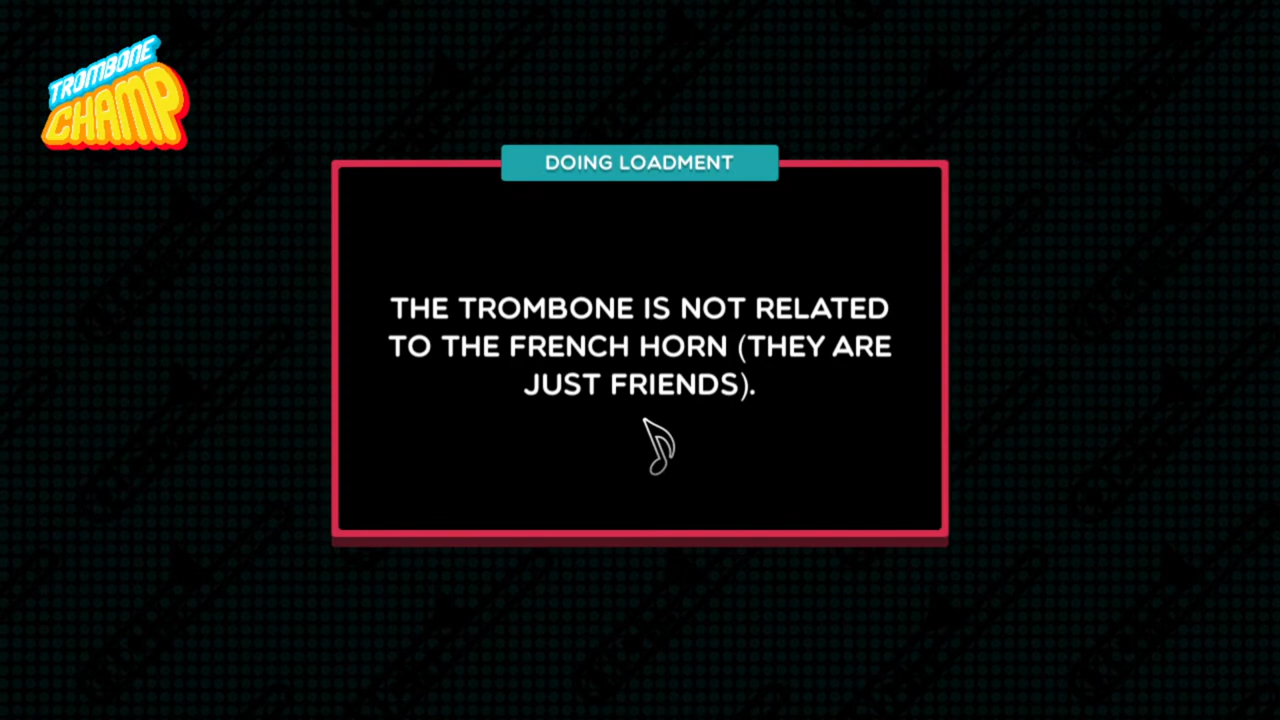 TROMBONE
CHAMP
DOING LOADMENT
THE TROMBONE IS NOT RELATED
TO THE FRENCH HORN (THEY ARE
JUST FRIENDS).